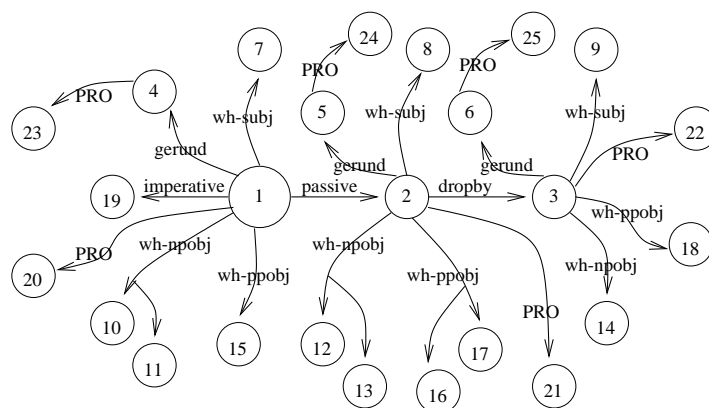 7 24 8 25 9
4 PRO PRO
23 PRO 5 6 22
wh-subj wh-subj wh-subj
gerund gerund gerund PRO
19 imperative 1 passive 2 dropby 3
wh-ppobj 18
20 PRO wh-npobj wh-npobj wh-npobj
wh-ppobj wh-ppobj
10 15 12 17 PRO 14
11 13 16 21